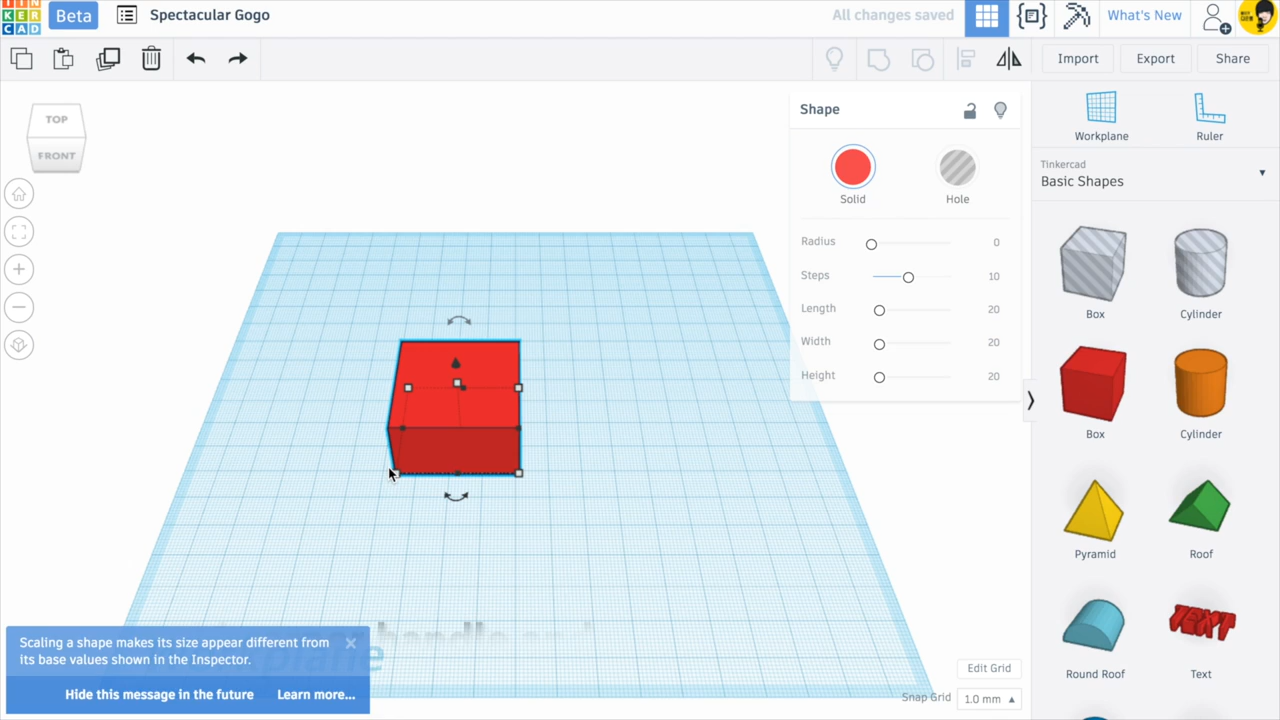 TIN
KER
CAD
Beta
Spectacular Gogo
All changes saved
What's New
Import
Export
Share
TOP
FRONT
Shape
Solid
Hole
Radius 0
Steps 10
Length 20
Width 20
Height 20
Workplane
Ruler
Tinkercad
Basic Shapes
Box
Cylinder
Box
Cylinder
Pyramid
Roof
TEXT
Round Roof
Text
handle
plane
Scaling a shape makes its size appear different from
its base values shown in the Inspector.
Hide this message in the future
Learn more...
Edit Grid
Snap Grid 1.0 mm